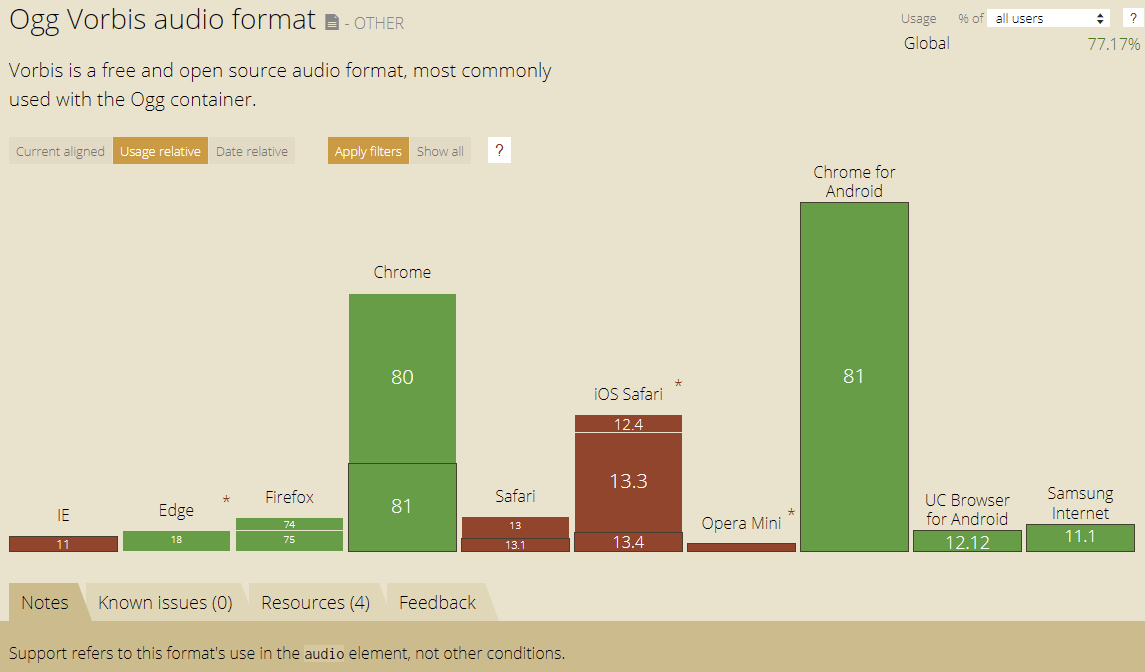 Ogg Vorbis audio format - OTHER
Usage % of all users ?
Global 77.17%
Vorbis is a free and open source audio format, most commonly
used with the Ogg container.
Current aligned Usage relative Date relative Apply filters Show all ?
IE
11
Edge *
18
Firefox
74
75
Chrome
80
81
Safari
13
13.1
iOS Safari *
12.4
13.3
13.4
Opera Mini *
Chrome for
Android
81
UC Browser
for Android
12.12
Samsung
Internet
11.1
Notes Known issues (0) Resources (4) Feedback
Support refers to this format's use in the audio element, not other conditions.